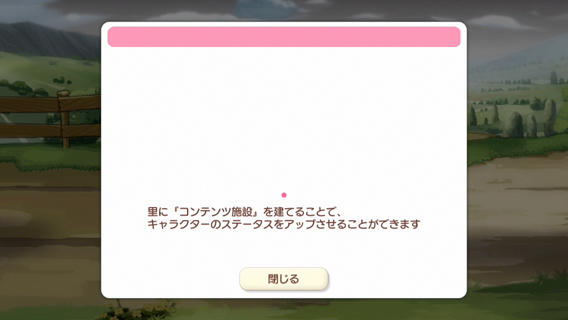 里に「コンテンツ施設」を建てることで、
キャラクターのステータスをアップさせることができます
閉じる